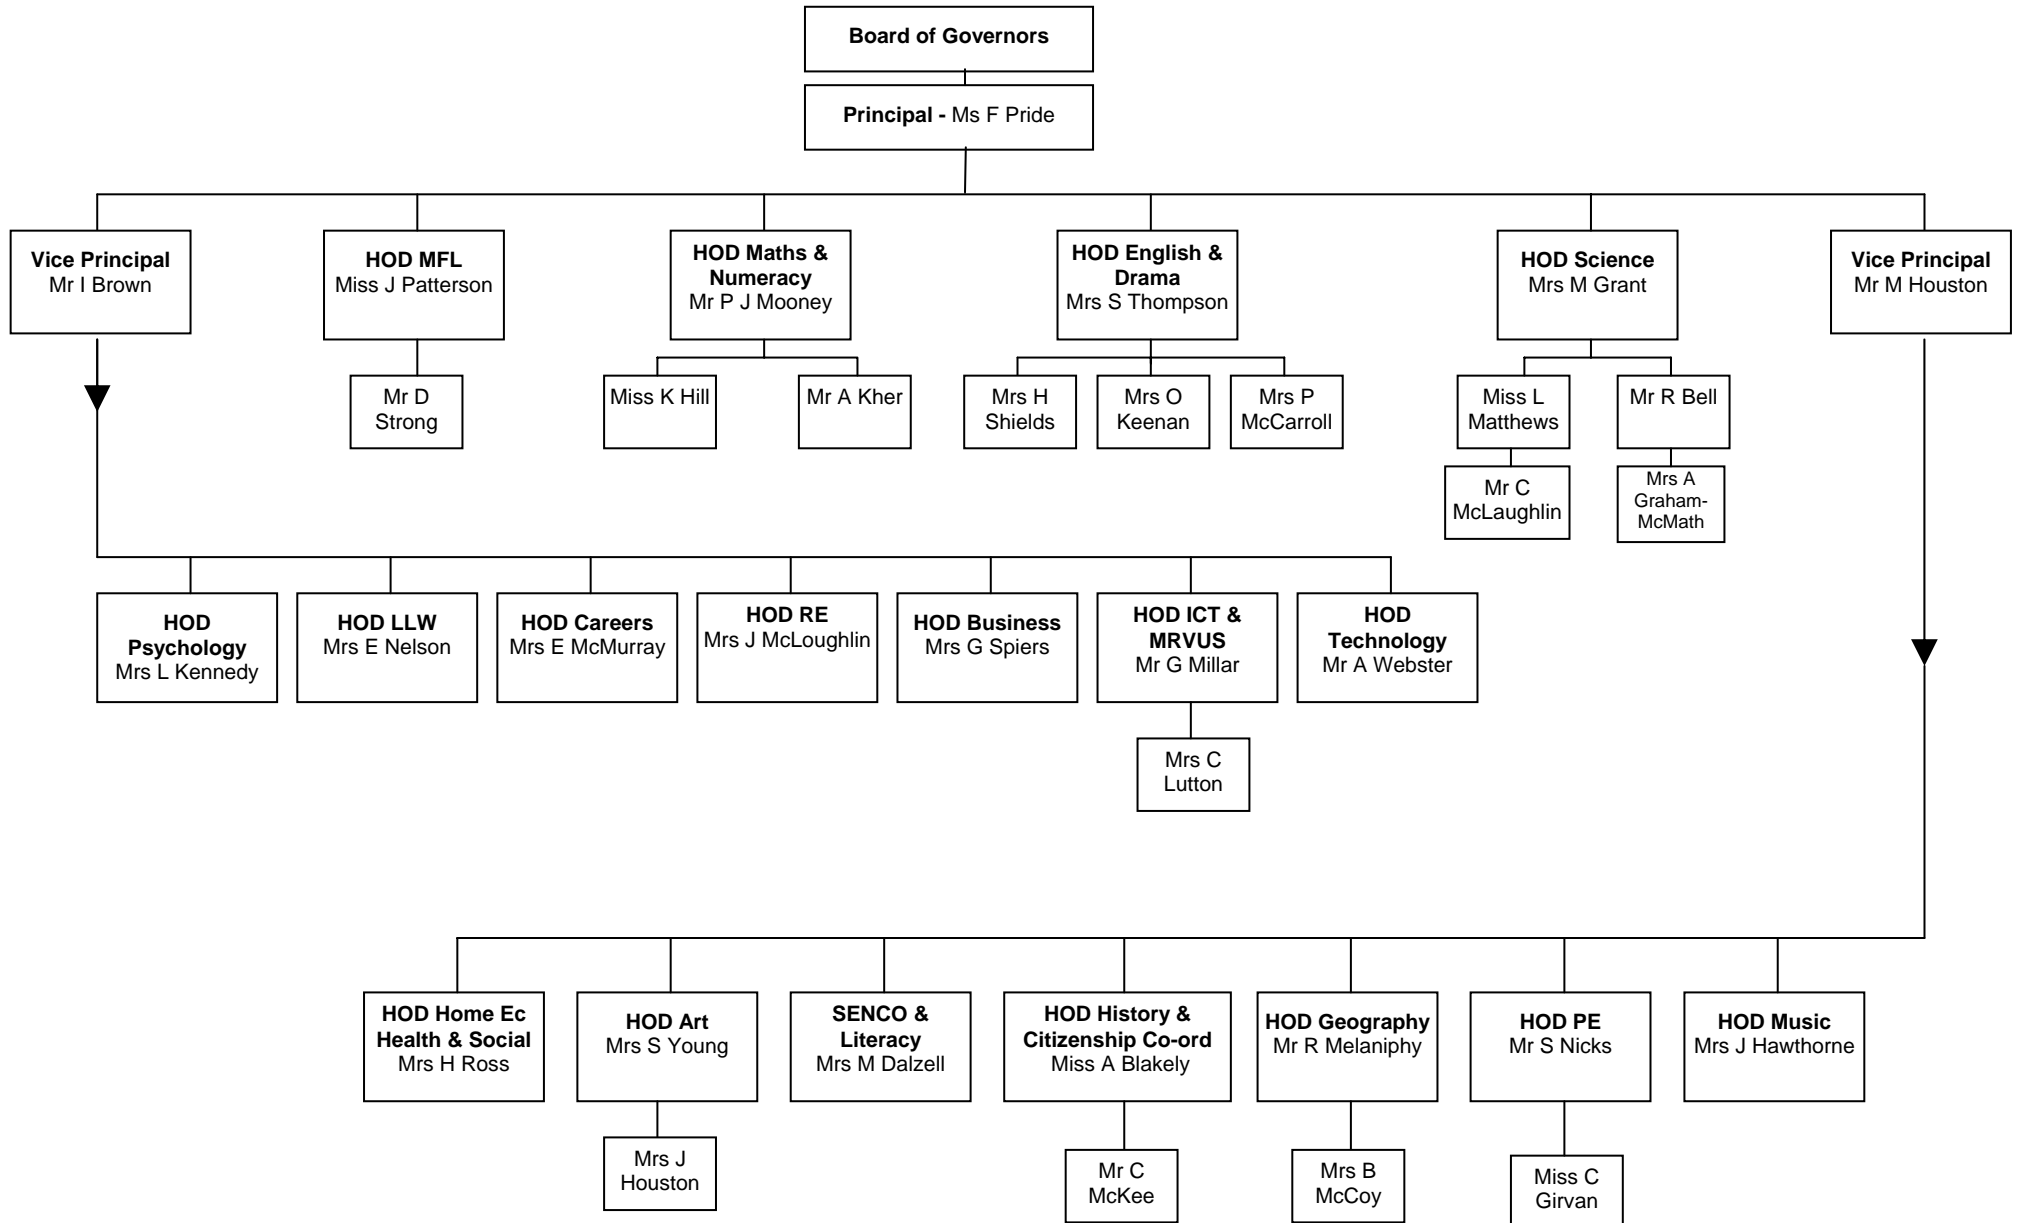 Board of Governors
Principal - Ms F Pride
Vice Principal
Mr I Brown
HOD MFL
Miss J Patterson
HOD Maths &
Numeracy
Mr P J Mooney
HOD English &
Drama
Mrs S Thompson
HOD Science
Mrs M Grant
Vice Principal
Mr M Houston
Mr D
Strong
Miss K Hill
Mr A Kher
Mrs H
Shields
Mrs O
Keenan
Mrs P
McCarroll
Miss L
Matthews
Mr R Bell
Mr C
McLaughlin
Mrs A
Graham-
McMath
HOD
Psychology
Mrs L Kennedy
HOD LLW
Mrs E Nelson
HOD Careers
Mrs E McMurray
HOD RE
Mrs J McLoughlin
HOD Business
Mrs G Spiers
HOD ICT &
MRVUS
Mr G Millar
HOD
Technology
Mr A Webster
Mrs C
Lutton
HOD Home Ec
Health & Social
Mrs H Ross
HOD Art
Mrs S Young
SENCO &
Literacy
Mrs M Dalzell
HOD History &
Citizenship Co-ord
Miss A Blakely
HOD Geography
Mr R Melaniphy
HOD PE
Mr S Nicks
HOD Music
Mrs J Hawthorne
Mrs J
Houston
Mr C
McKee
Mrs B
McCoy
Miss C
Girvan